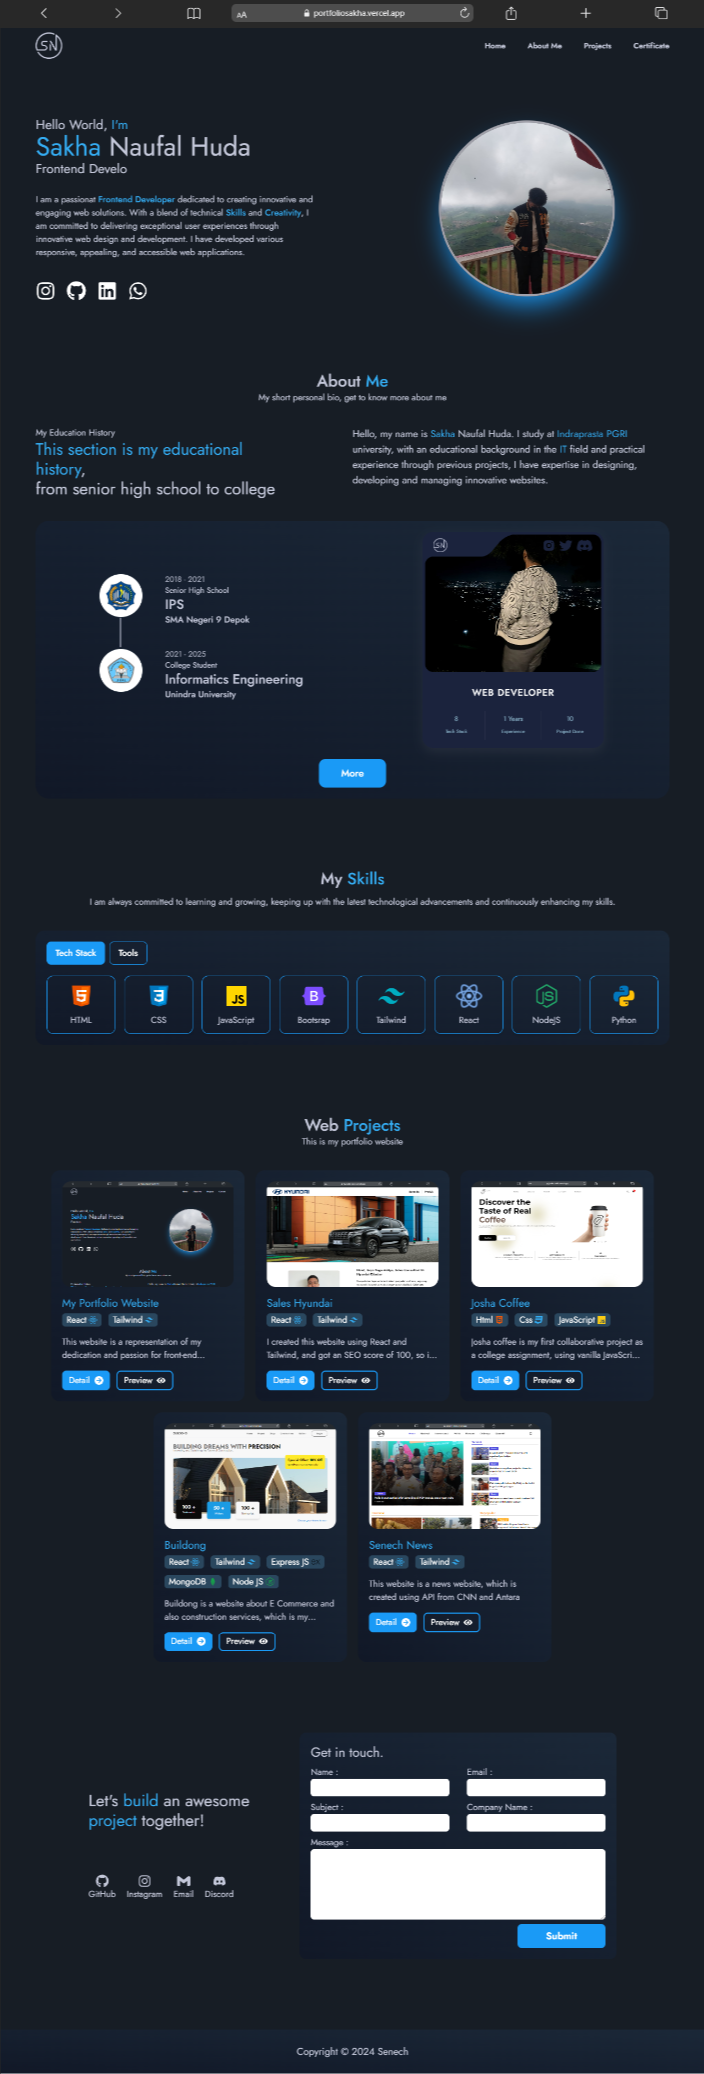 AA portfoliosakha.vercel.app
SN
Home About Me Projects Certificate
Hello World, I'm
Sakha Naufal Huda
Frontend Develo
I am a passionat Frontend Developer dedicated to creating innovative and
engaging web solutions. With a blend of technical Skills and Creativity, I
am committed to delivering exceptional user experiences through
innovative web design and development. I have developed various
responsive, appealing, and accessible web applications.
About Me
My short personal bio, get to know more about me
My Education History
This section is my educational
history,
from senior high school to college
Hello, my name is Sakha Naufal Huda. I study at Indraprasta PGRI
university, with an educational background in the IT field and practical
experience through previous projects, I have expertise in designing,
developing and managing innovative websites.
2018 - 2021
Senior High School
IPS
SMA Negeri 9 Depok
2021 - 2025
College Student
Informatics Engineering
Unindra University
SN
WEB DEVELOPER
8 1 Years 10
Tech Stack Experience Project Done
More
My Skills
I am always committed to learning and growing, keeping up with the latest technological advancements and continuously enhancing my skills.
Tech Stack Tools
HTML CSS JavaScript Bootsrap Tailwind React NodeJS Python
Web Projects
This is my portfolio website
Sakha Naufal Huda
My Portfolio Website
React Tailwind
This website is a representation of my
dedication and passion for front-end...
Detail Preview
HYUNDAI
Sales Hyundai
React Tailwind
I created this website using React and
Tailwind, and got an SEO score of 100, so i...
Detail Preview
Discover the
Taste of Real
Coffee
Josha Coffee
Html Css JavaScript
Josha coffee is my first collaborative project as
a college assignment, using vanilla JavaScri...
Detail Preview
BUILDING DREAMS WITH PRECISION
Buildong
React Tailwind Express JS
MongoDB Node JS
Buildong is a website about E Commerce and
also construction services, which is my...
Detail Preview
Senech News
React Tailwind
This website is a news website, which is
created using API from CNN and Antara
Detail Preview
Let's build an awesome
project together!
GitHub Instagram Email Discord
Get in touch.
Name : Email :
Subject : Company Name :
Message :
Submit
Copyright © 2024 Senech